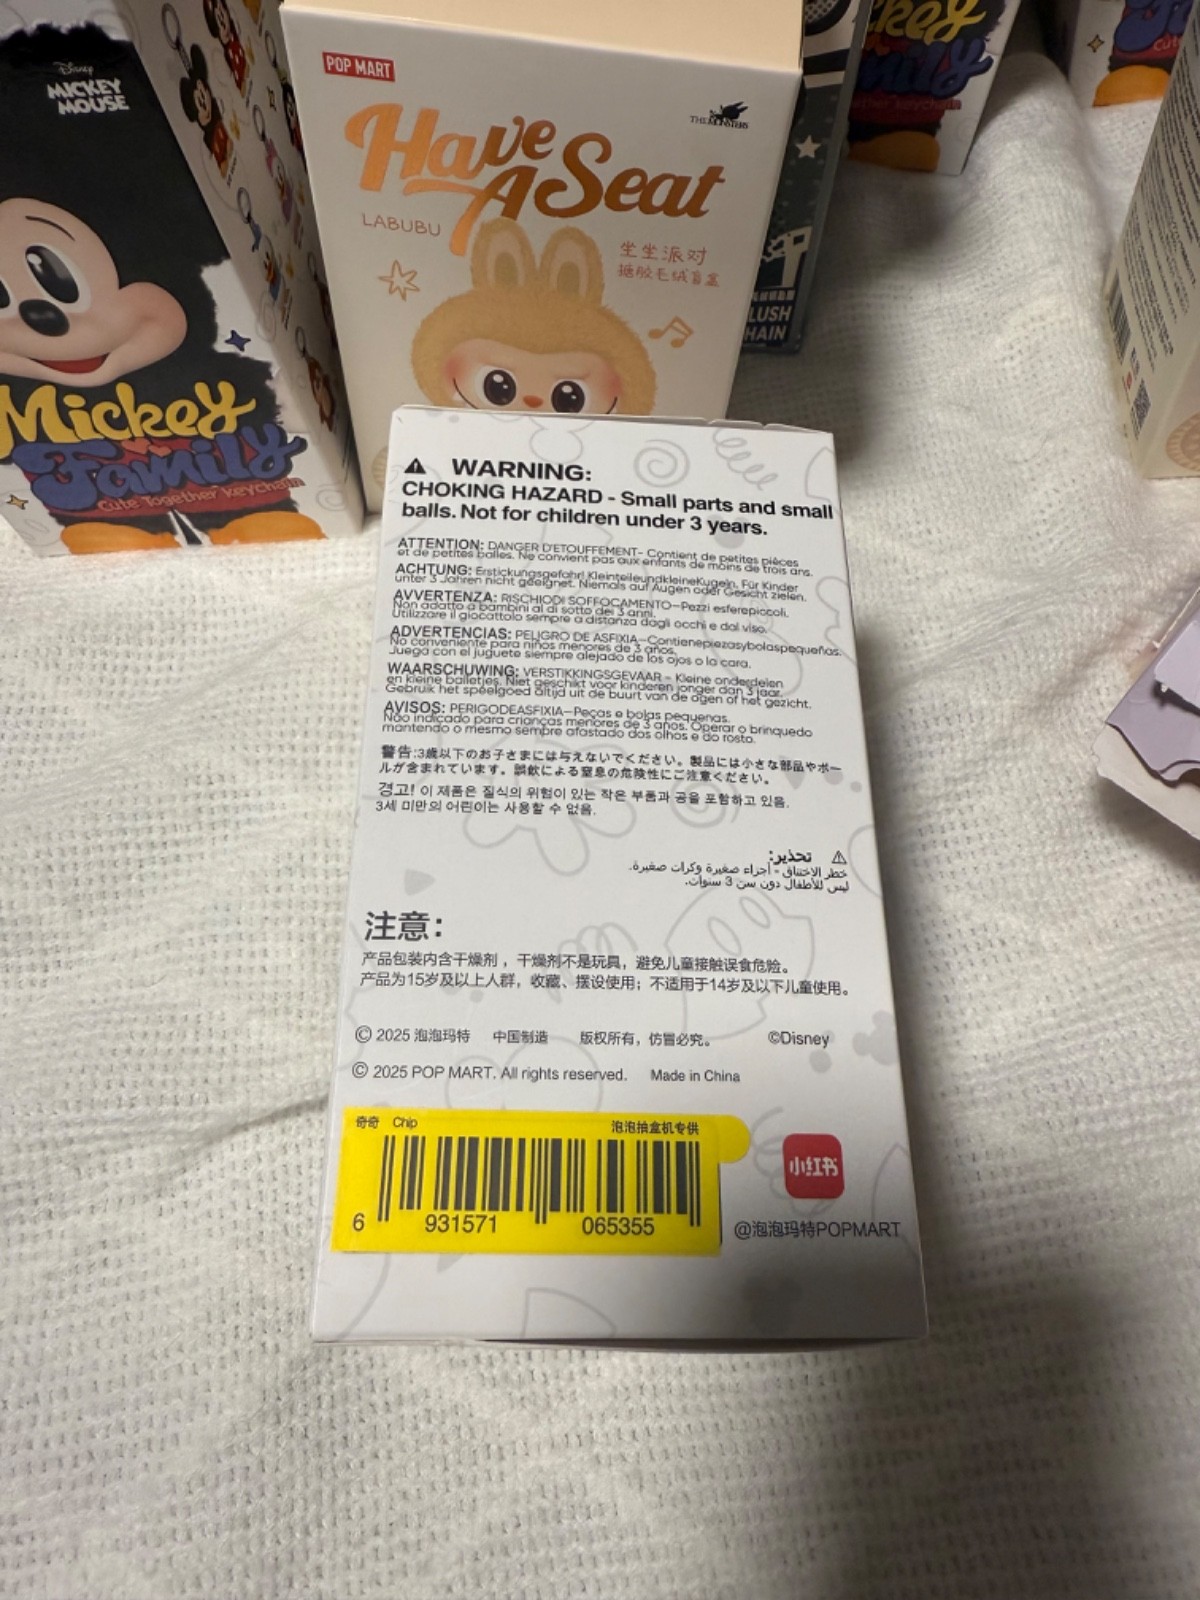 Disney
MICKEY
MOUSE
Mickey
Family
Cute Together Keychain
POP MART
THE MONSTERS
Have
A Seat
LABUBU
坐坐派对
搪胶毛绒盲盒
LUSH
HAIN
WARNING:
CHOKING HAZARD - Small parts and small
balls. Not for children under 3 years.
ATTENTION: DANGER D'ETOUFFEMENT- Contient de petites pièces
et de petites balles. Ne convient pas aux enfants de moins de trois ans.
ACHTUNG: Erstickungsgefahr! KleinteileundkleineKugeln. Für Kinder
unter 3 Jahren nicht geeignet. Niemals auf Augen oder Gesicht zielen.
AVVERTENZA: RISCHIODI SOFFOCAMENTO-Pezzi esferepiccoli.
Non adatto a bambini al di sotto dei 3 anni.
Utilizzare il giocattolo sempre a distanza dagli occhi e dal viso.
ADVERTENCIAS: PELIGRO DE ASFIXIA-Contienepiezasybolaspequeñas.
No conveniente para niños menores de 3 años.
Juega con el juguete siempre alejado de los ojos o la cara.
WAARSCHUWING: VERSTIKKINGSGEVAAR - Kleine onderdelen
en kleine balletjes. Niet geschikt voor kinderen jonger dan 3 jaar.
Gebruik het speelgoed altijd uit de buurt van de ogen of het gezicht.
AVISOS: PERIGODEASFIXIA-Peças e bolas pequenas.
Não indicado para crianças menores de 3 años. Operar o brinquedo
mantendo o mesmo sempre afastado dos olhos e do rosto.
警告:3歳以下のお子さまには与えないでください。製品には小さな部品やボー
ルが含まれています。誤飲による窒息の危険性にご注意ください。
경고! 이 제품은 질식의 위험이 있는 작은 부품과 공을 포함하고 있음.
3세 미만의 어린이는 사용할 수 없음.
تحذير:
خطر الاختناق - أجزاء صغيرة وكرات صغيرة.
ليس للأطفال دون سن 3 سنوات.
注意:
产品包装内含干燥剂，干燥剂不是玩具，避免儿童接触误食危险。
产品为15岁及以上人群，收藏、摆设使用；不适用于14岁及以下儿童使用。
© 2025 泡泡玛特 中国制造 版权所有，仿冒必究。 ©Disney
© 2025 POP MART. All rights reserved. Made in China
奇奇 Chip 泡泡抽盒机专供
6 931571 065355
小红书
@泡泡玛特POPMART